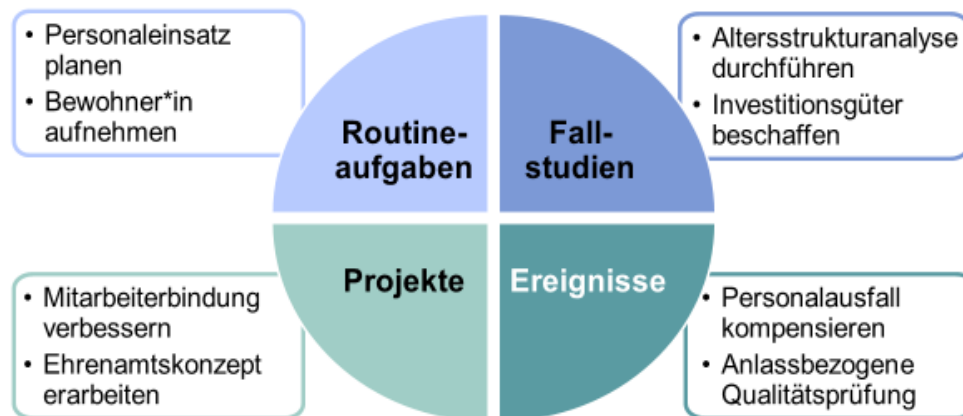 • Personaleinsatz
planen
• Bewohner*in
aufnehmen
Routine-
aufgaben
Fall-
studien
• Altersstrukturanalyse
durchführen
• Investitionsgüter
beschaffen
• Mitarbeiterbindung
verbessern
• Ehrenamtskonzept
erarbeiten
Projekte
Ereignisse
• Personalausfall
kompensieren
• Anlassbezogene
Qualitätsprüfung